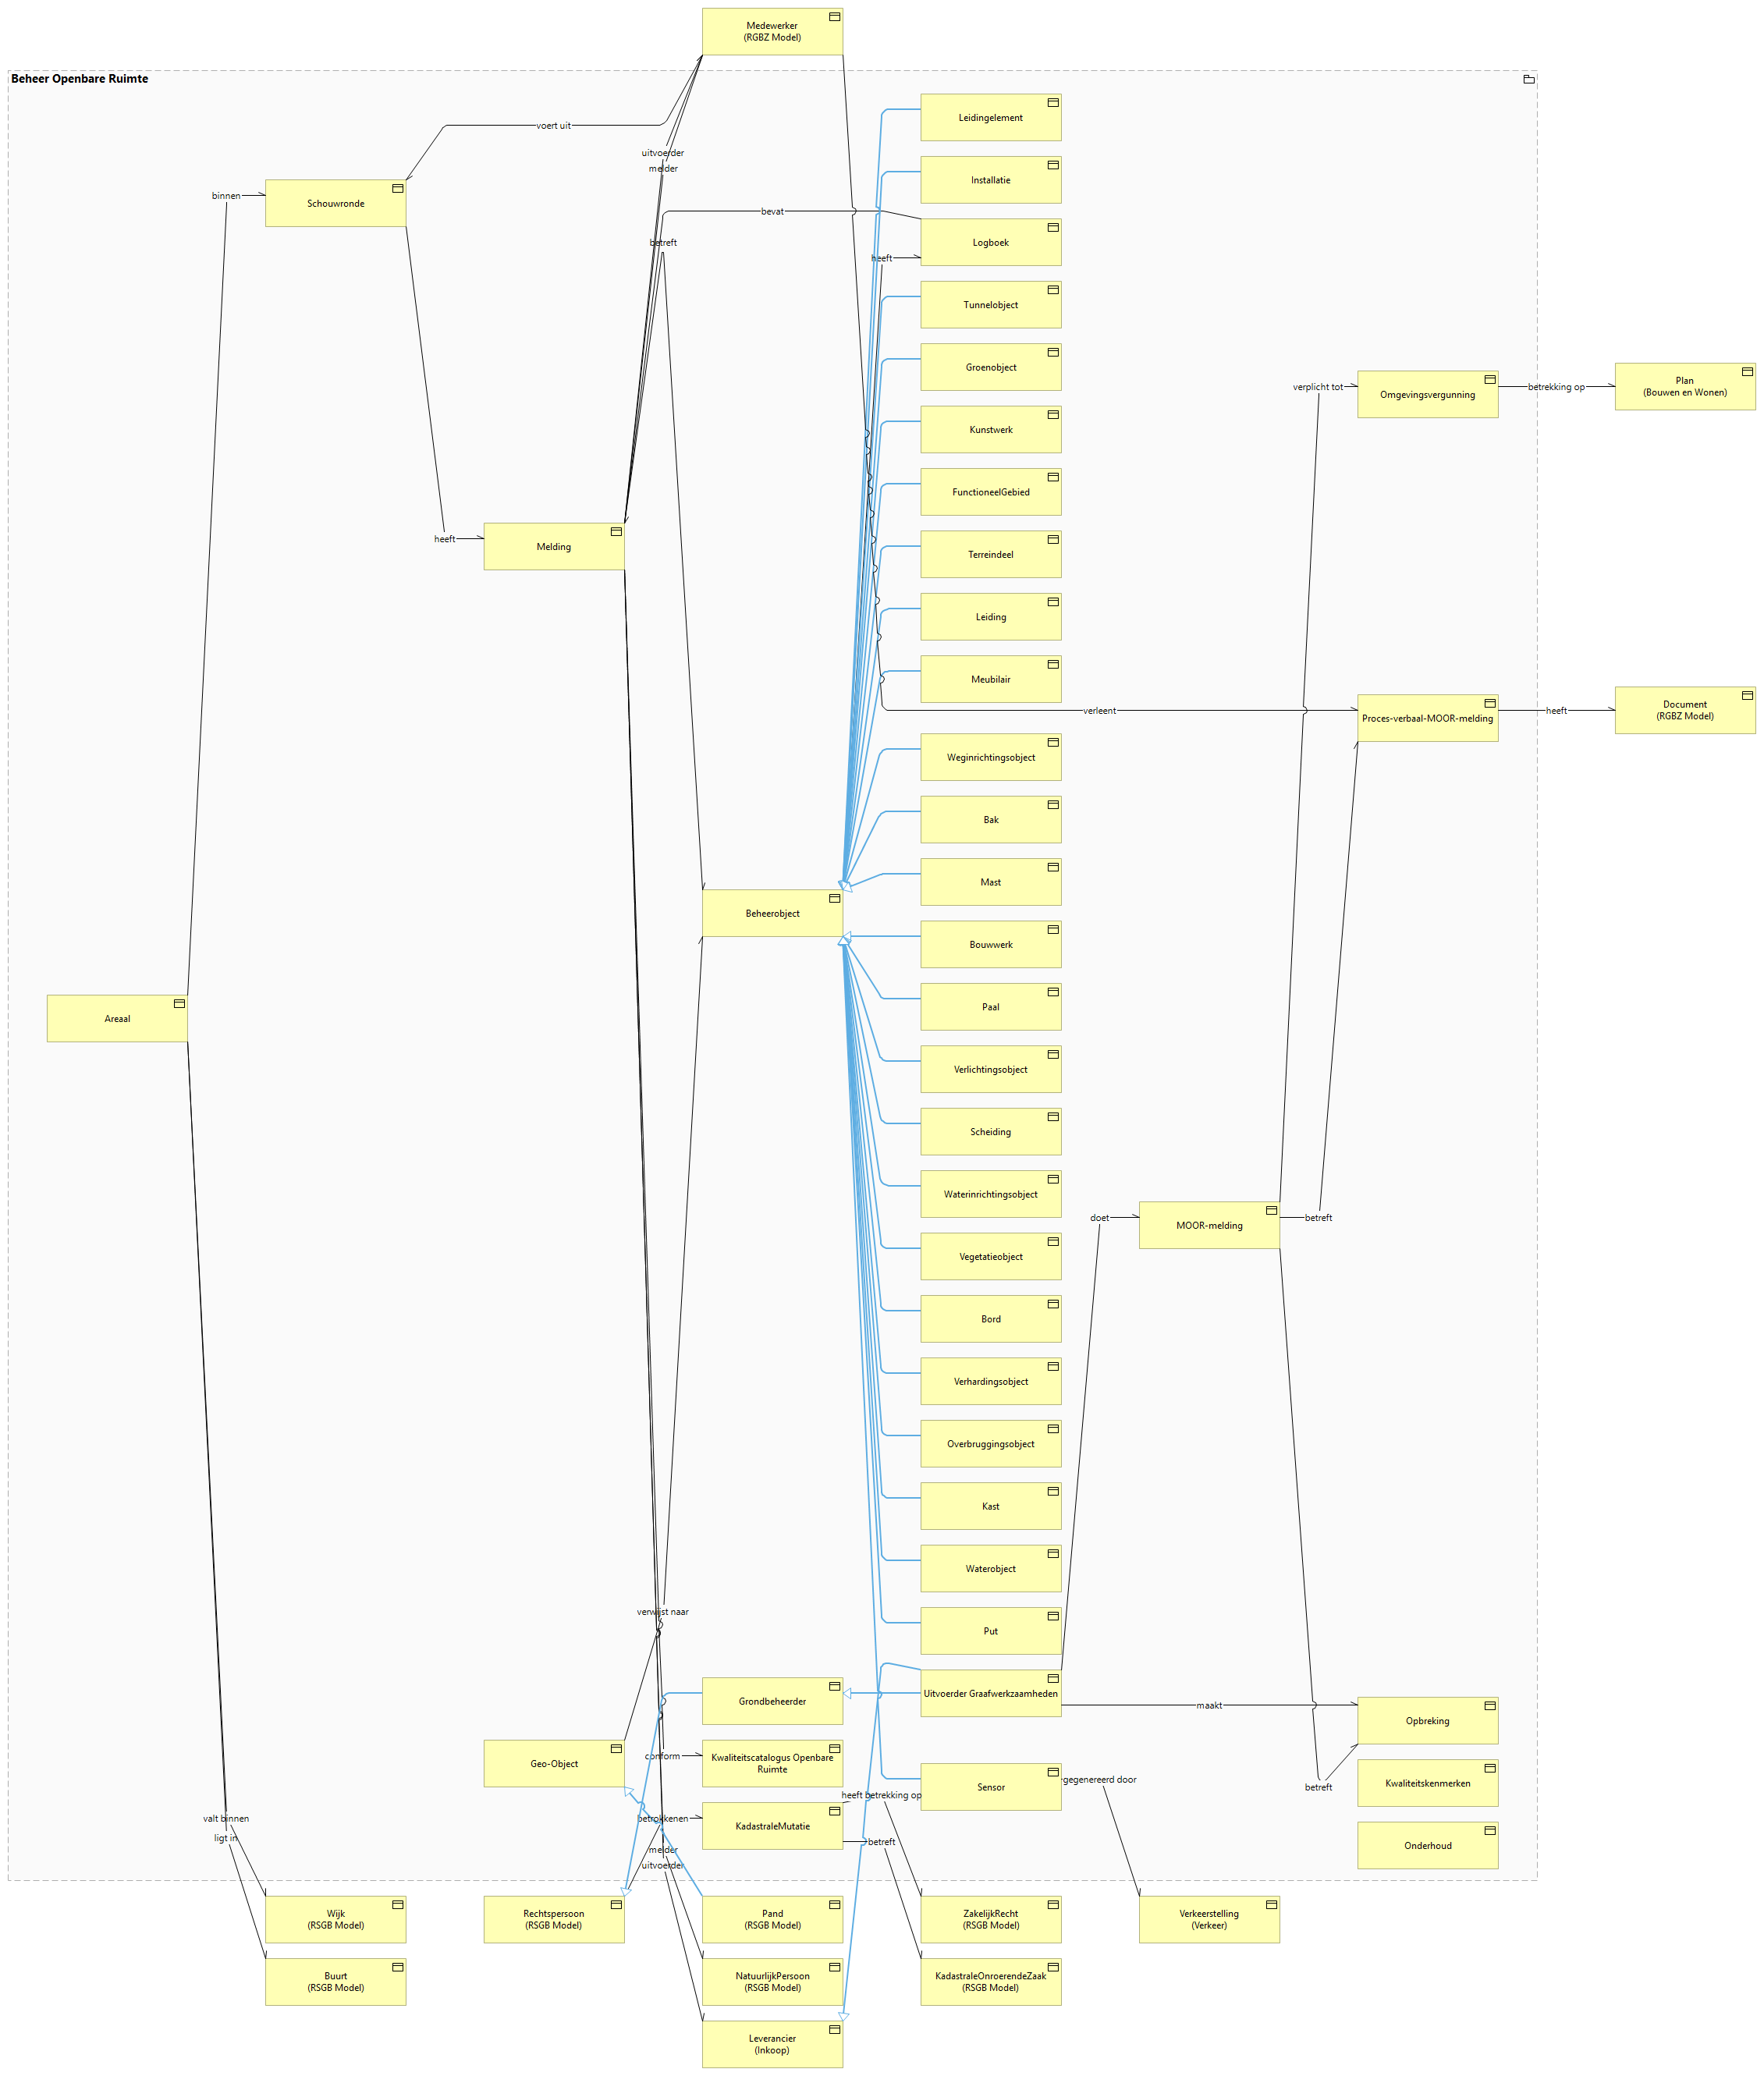 Medewerker
(RGBZ Model)
Beheer Openbare Ruimte
Leidingelement
voert uit
uitvoerder
melder
Installatie
binnen
Schouwronde
bevat
betreft
Logboek
heeft
Tunnelobject
Groenobject
verplicht tot
Omgevingsvergunning
betrekking op
Plan
(Bouwen en Wonen)
Kunstwerk
FunctioneelGebied
heeft
Melding
Terreindeel
Leiding
Meubilair
verleent
Proces-verbaal-MOOR-melding
heeft
Document
(RGBZ Model)
Weginrichtingsobject
Bak
Mast
Beheerobject
Bouwwerk
Areaal
Paal
Verlichtingsobject
Scheiding
Waterinrichtingsobject
doet
MOOR-melding
betreft
Vegetatieobject
Bord
Verhardingsobject
Overbruggingsobject
Kast
Waterobject
verwijst naar
Put
Grondbeheerder
Uitvoerder Graafwerkzaamheden
maakt
Opbreking
Geo-Object
conform
Kwaliteitscatalogus Openbare
Ruimte
Sensor
gegenereerd door
betreft
Kwaliteitskenmerken
heeft betrekking op
valt binnen
betrokkenen
KadastraleMutatie
ligt in
betreft
Onderhoud
melder
uitvoerder
Wijk
(RSGB Model)
Rechtspersoon
(RSGB Model)
Pand
(RSGB Model)
ZakelijkRecht
(RSGB Model)
Verkeerstelling
(Verkeer)
Buurt
(RSGB Model)
NatuurlijkPersoon
(RSGB Model)
KadastraleOnroerendeZaak
(RSGB Model)
Leverancier
(Inkoop)